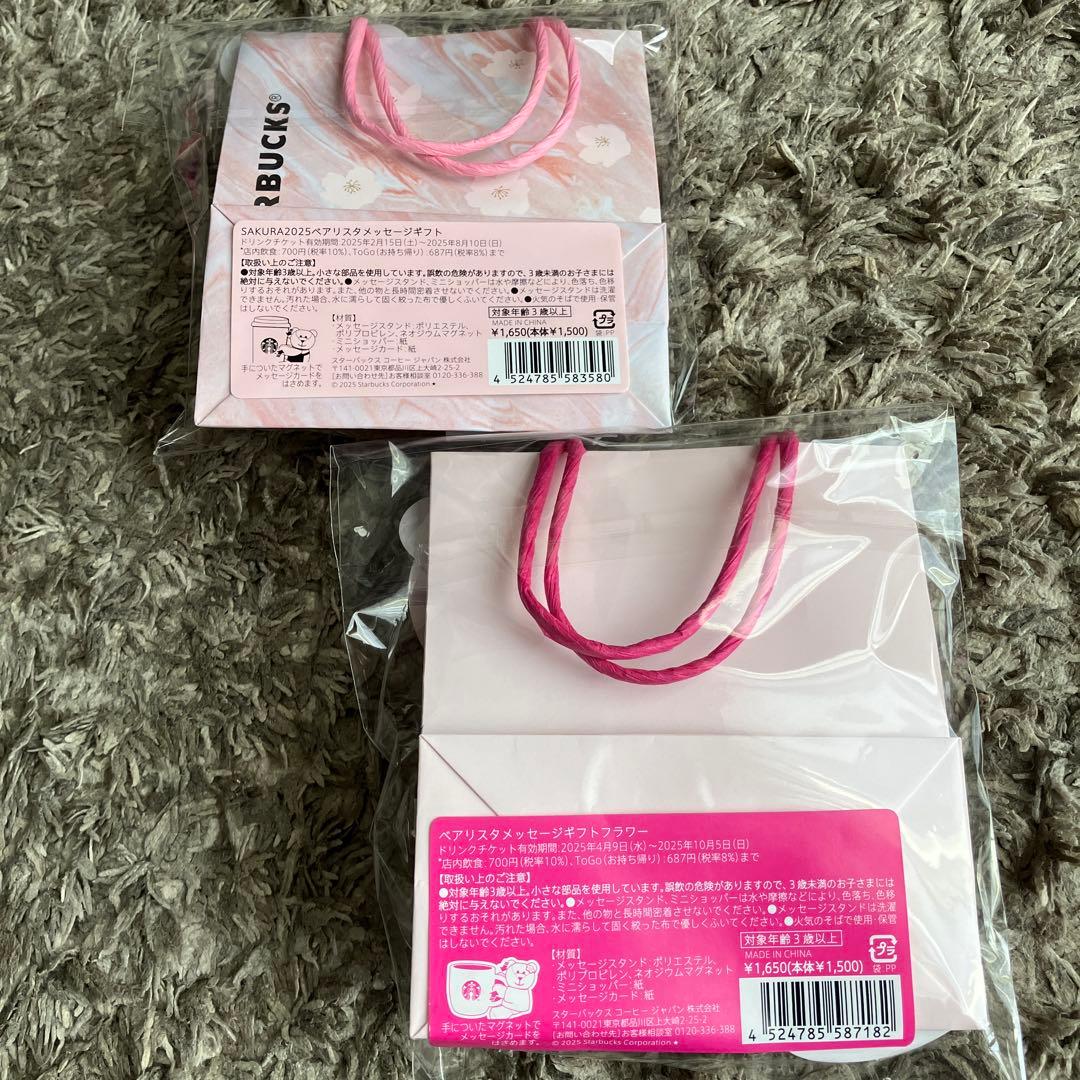 RBUCKS®
SAKURA2025ベアリスタメッセージギフト
ドリンクチケット有効期間:2025年2月15日(土)〜2025年8月10日(日)
*店内飲食:700円(税率10%)、ToGo(お持ち帰り):687円(税率8%)まで
【取扱い上のご注意】
●対象年齢3歳以上。小さな部品を使用しています。誤飲の危険がありますので、3歳未満のお子さまには
絶対に与えないでください。●メッセージスタンド、ミニショッパーは水や摩擦などにより、色落ち、色移
りするおそれがあります。また、他の物と長時間密着させないでください。●メッセージスタンドは洗濯
できません。汚れた場合、水に濡らして固く絞った布で優しくふいてください。●火気のそばで使用・保管
はしないでください。
【材質】
・メッセージスタンド:ポリエステル、
ポリプロピレン、ネオジウムマグネット
・ミニショッパー:紙
・メッセージカード:紙
対象年齢3歳以上
MADE IN CHINA
¥1,650(本体¥1,500)
プラ
袋:PP
手についたマグネットで
メッセージカードを
はさめます。
スターバックス コーヒー ジャパン 株式会社
〒141-0021東京都品川区上大崎2-25-2
[お問い合わせ先]お客様相談室 0120-336-388
© 2025 Starbucks Corporation ★
4 524785 583580
ベアリスタメッセージギフトフラワー
ドリンクチケット有効期間:2025年4月9日(水)〜2025年10月5日(日)
*店内飲食:700円(税率10%)、ToGo(お持ち帰り):687円(税率8%)まで
【取扱い上のご注意】
●対象年齢3歳以上。小さな部品を使用しています。誤飲の危険がありますので、3歳未満のお子さまには
絶対に与えないでください。●メッセージスタンド、ミニショッパーは水や摩擦などにより、色落ち、色移
りするおそれがあります。また、他の物と長時間密着させないでください。●メッセージスタンドは洗濯
できません。汚れた場合、水に濡らして固く絞った布で優しくふいてください。●火気のそばで使用・保管
はしないでください。
【材質】
・メッセージスタンド:ポリエステル、
ポリプロピレン、ネオジウムマグネット
・ミニショッパー:紙
・メッセージカード:紙
対象年齢3歳以上
MADE IN CHINA
¥1,650(本体¥1,500)
プラ
袋:PP
手についたマグネットで
メッセージカードを
はさめます。
スターバックス コーヒー ジャパン 株式会社
〒141-0021東京都品川区上大崎2-25-2
[お問い合わせ先]お客様相談室 0120-336-388
© 2025 Starbucks Corporation ★
4 524785 587182